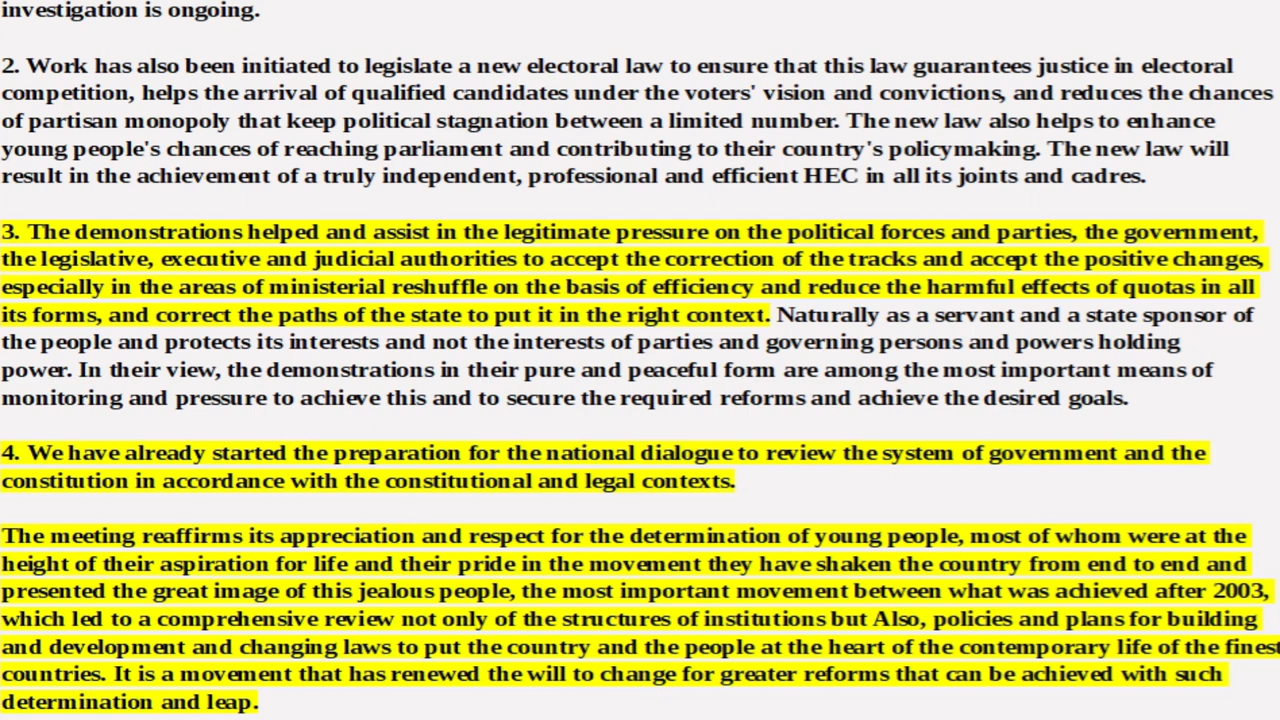 investigation is ongoing.
2. Work has also been initiated to legislate a new electoral law to ensure that this law guarantees justice in electoral
competition, helps the arrival of qualified candidates under the voters' vision and convictions, and reduces the chances
of partisan monopoly that keep political stagnation between a limited number. The new law also helps to enhance
young people's chances of reaching parliament and contributing to their country's policymaking. The new law will
result in the achievement of a truly independent, professional and efficient HEC in all its joints and cadres.
3. The demonstrations helped and assist in the legitimate pressure on the political forces and parties, the government,
the legislative, executive and judicial authorities to accept the correction of the tracks and accept the positive changes,
especially in the areas of ministerial reshuffle on the basis of efficiency and reduce the harmful effects of quotas in all
its forms, and correct the paths of the state to put it in the right context. Naturally as a servant and a state sponsor of
the people and protects its interests and not the interests of parties and governing persons and powers holding
power. In their view, the demonstrations in their pure and peaceful form are among the most important means of
monitoring and pressure to achieve this and to secure the required reforms and achieve the desired goals.
4. We have already started the preparation for the national dialogue to review the system of government and the
constitution in accordance with the constitutional and legal contexts.
The meeting reaffirms its appreciation and respect for the determination of young people, most of whom were at the
height of their aspiration for life and their pride in the movement they have shaken the country from end to end and
presented the great image of this jealous people, the most important movement between what was achieved after 2003,
which led to a comprehensive review not only of the structures of institutions but Also, policies and plans for building
and development and changing laws to put the country and the people at the heart of the contemporary life of the finest
countries. It is a movement that has renewed the will to change for greater reforms that can be achieved with such
determination and leap.